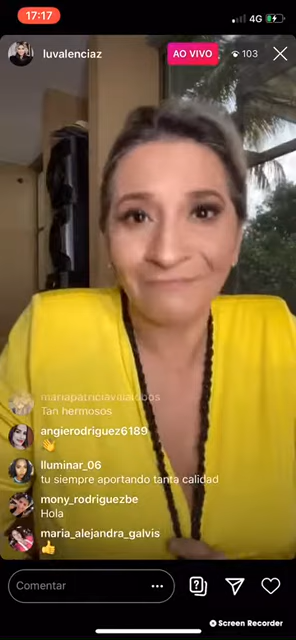 17:17
4G
luvalenciaz
AO VIVO
103
mariapatriciavillalobos
Tan hermosos
angierodriguez6189
👋
lluminar_06
tu siempre aportando tanta calidad
mony_rodriguezbe
Hola
maria_alejandra_galvis
👍
Comentar
Screen Recorder